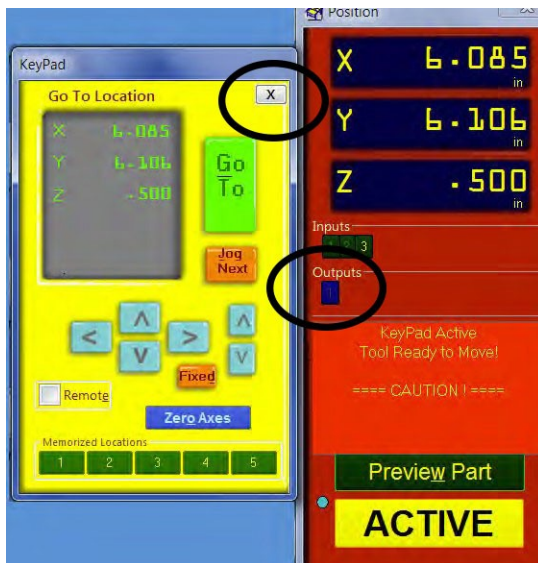 KeyPad
Go To Location
X
X 6.085
Y 6.106
Z .500
Go
To
Jog
Next
<
^
v
>
^
v
Fixed
Remote
Zero Axes
Memorized Locations
1 2 3 4 5
Position
X 6.085
in
Y 6.106
in
Z .500
in
Inputs
1 2 3
Outputs
1
KeyPad Active
Tool Ready to Move!
==== CAUTION ! ====
Preview Part
ACTIVE